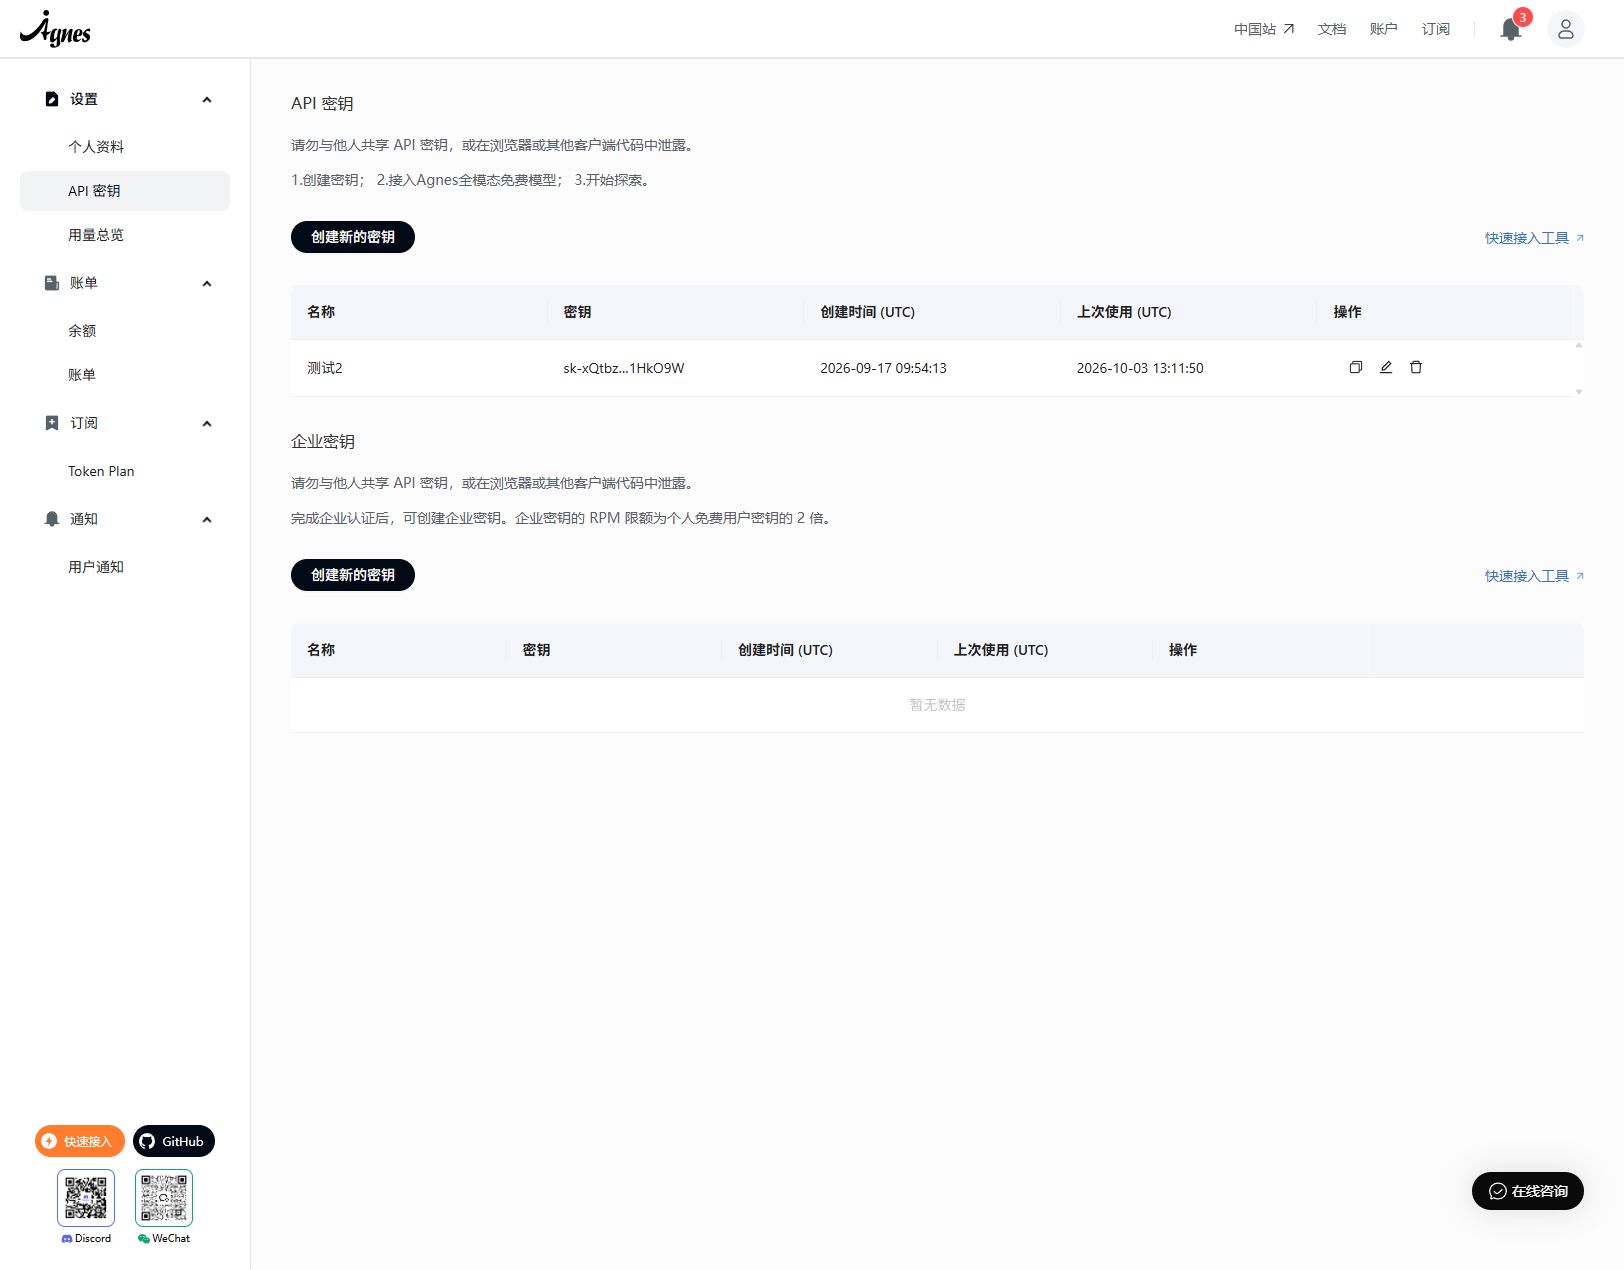 Agnes
中国站 文档 账户 订阅 3
设置
个人资料
API 密钥
用量总览
账单
余额
账单
订阅
Token Plan
通知
用户通知
快速接入 GitHub
Discord WeChat
API 密钥
请勿与他人共享 API 密钥，或在浏览器或其他客户端代码中泄露。
1.创建密钥； 2.接入Agnes全模态免费模型； 3.开始探索。
创建新的密钥 快速接入工具
名称 密钥 创建时间 (UTC) 上次使用 (UTC) 操作
测试2 sk-xQtbz...1HkO9W 2026-09-17 09:54:13 2026-10-03 13:11:50
企业密钥
请勿与他人共享 API 密钥，或在浏览器或其他客户端代码中泄露。
完成企业认证后，可创建企业密钥。企业密钥的 RPM 限额为个人免费用户密钥的 2 倍。
创建新的密钥 快速接入工具
名称 密钥 创建时间 (UTC) 上次使用 (UTC) 操作
暂无数据
在线咨询